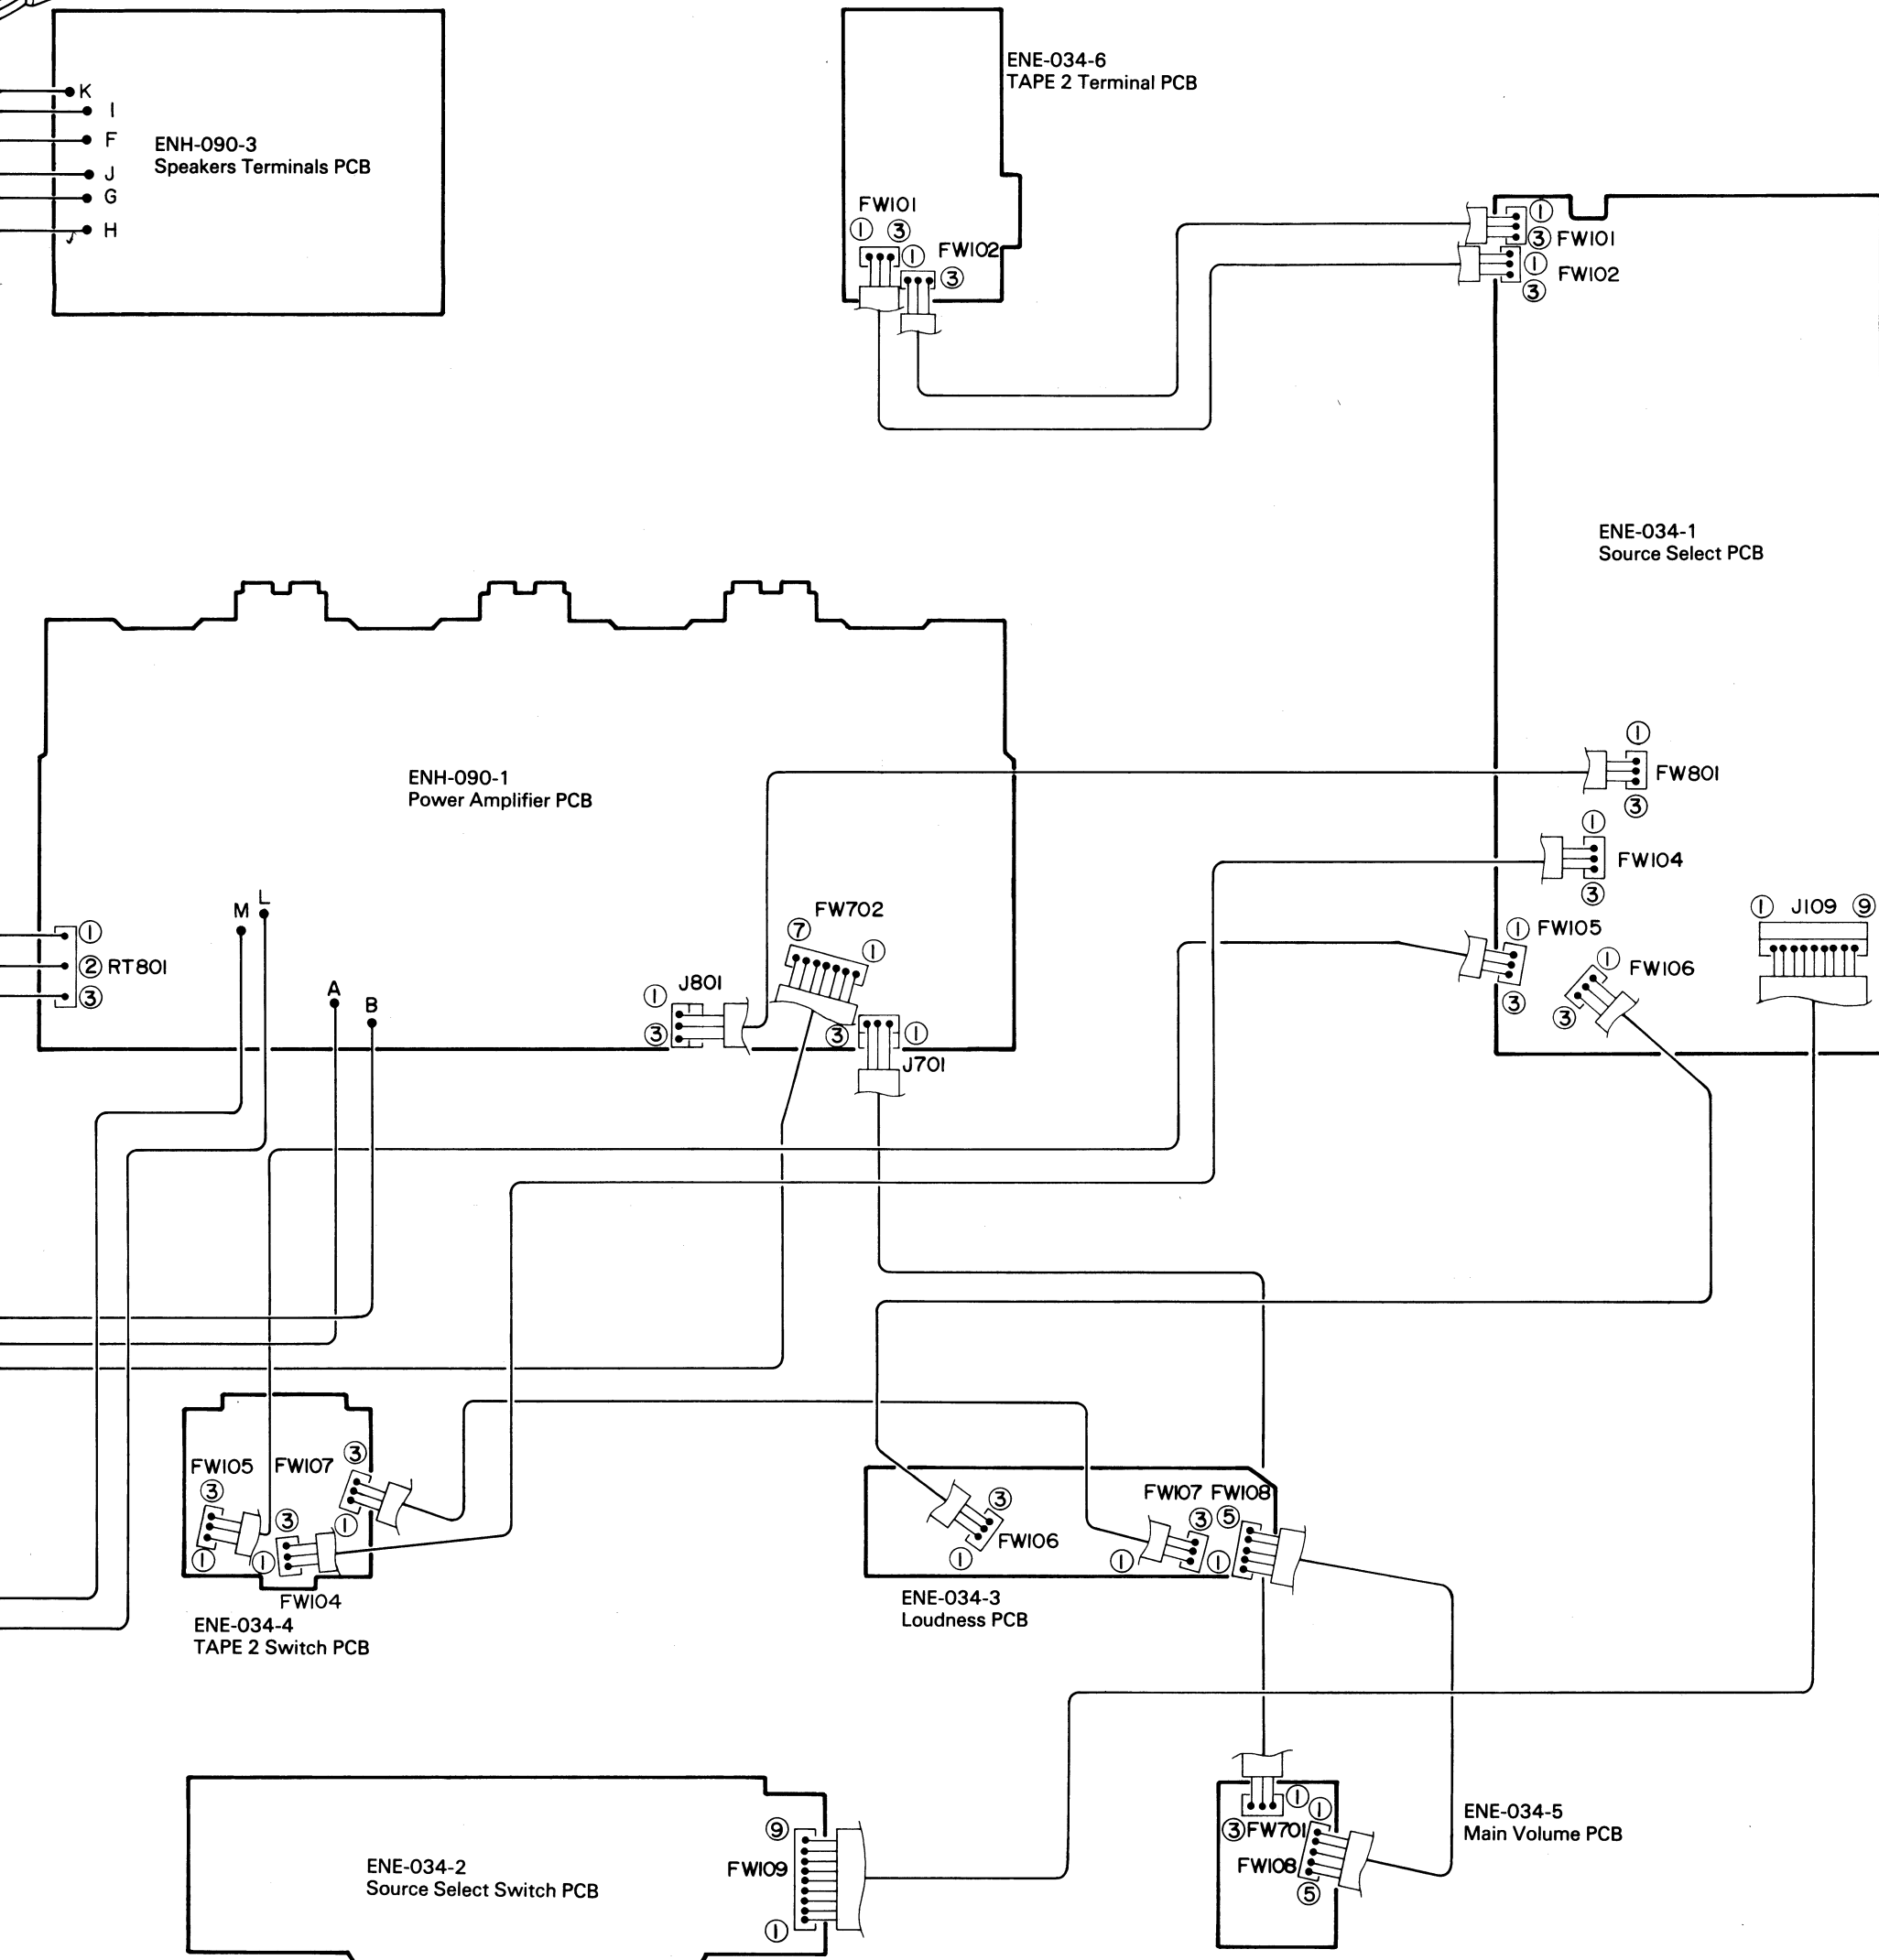 K
I
F
J
G
H
ENH-090-3
Speakers Terminals PCB
ENE-034-6
TAPE 2 Terminal PCB
FW101
① ③
FW102
① ③
①
③ FW101
① FW102
③
ENE-034-1
Source Select PCB
ENH-090-1
Power Amplifier PCB
①
FW801
③
①
FW104
③
① J109 ⑨
① FW105
③
① FW106
③
M L
①
② RT801
③
A
B
J801
①
③
FW702
⑦ ①
③ ①
J701
FW105
③
①
FW107
③
①
③
①
FW104
ENE-034-4
TAPE 2 Switch PCB
③
FW106
①
FW107 FW108
③ ⑤
① ①
ENE-034-3
Loudness PCB
ENE-034-2
Source Select Switch PCB
⑨
FW109
①
① ①
③ FW701
FW108
⑤
ENE-034-5
Main Volume PCB